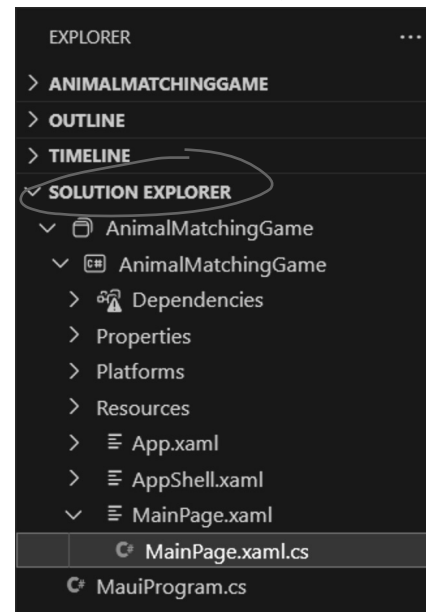 EXPLORER ...
ANIMALMATCHINGGAME
OUTLINE
TIMELINE
SOLUTION EXPLORER
AnimalMatchingGame
C# AnimalMatchingGame
Dependencies
Properties
Platforms
Resources
App.xaml
AppShell.xaml
MainPage.xaml
C# MainPage.xaml.cs
C# MauiProgram.cs